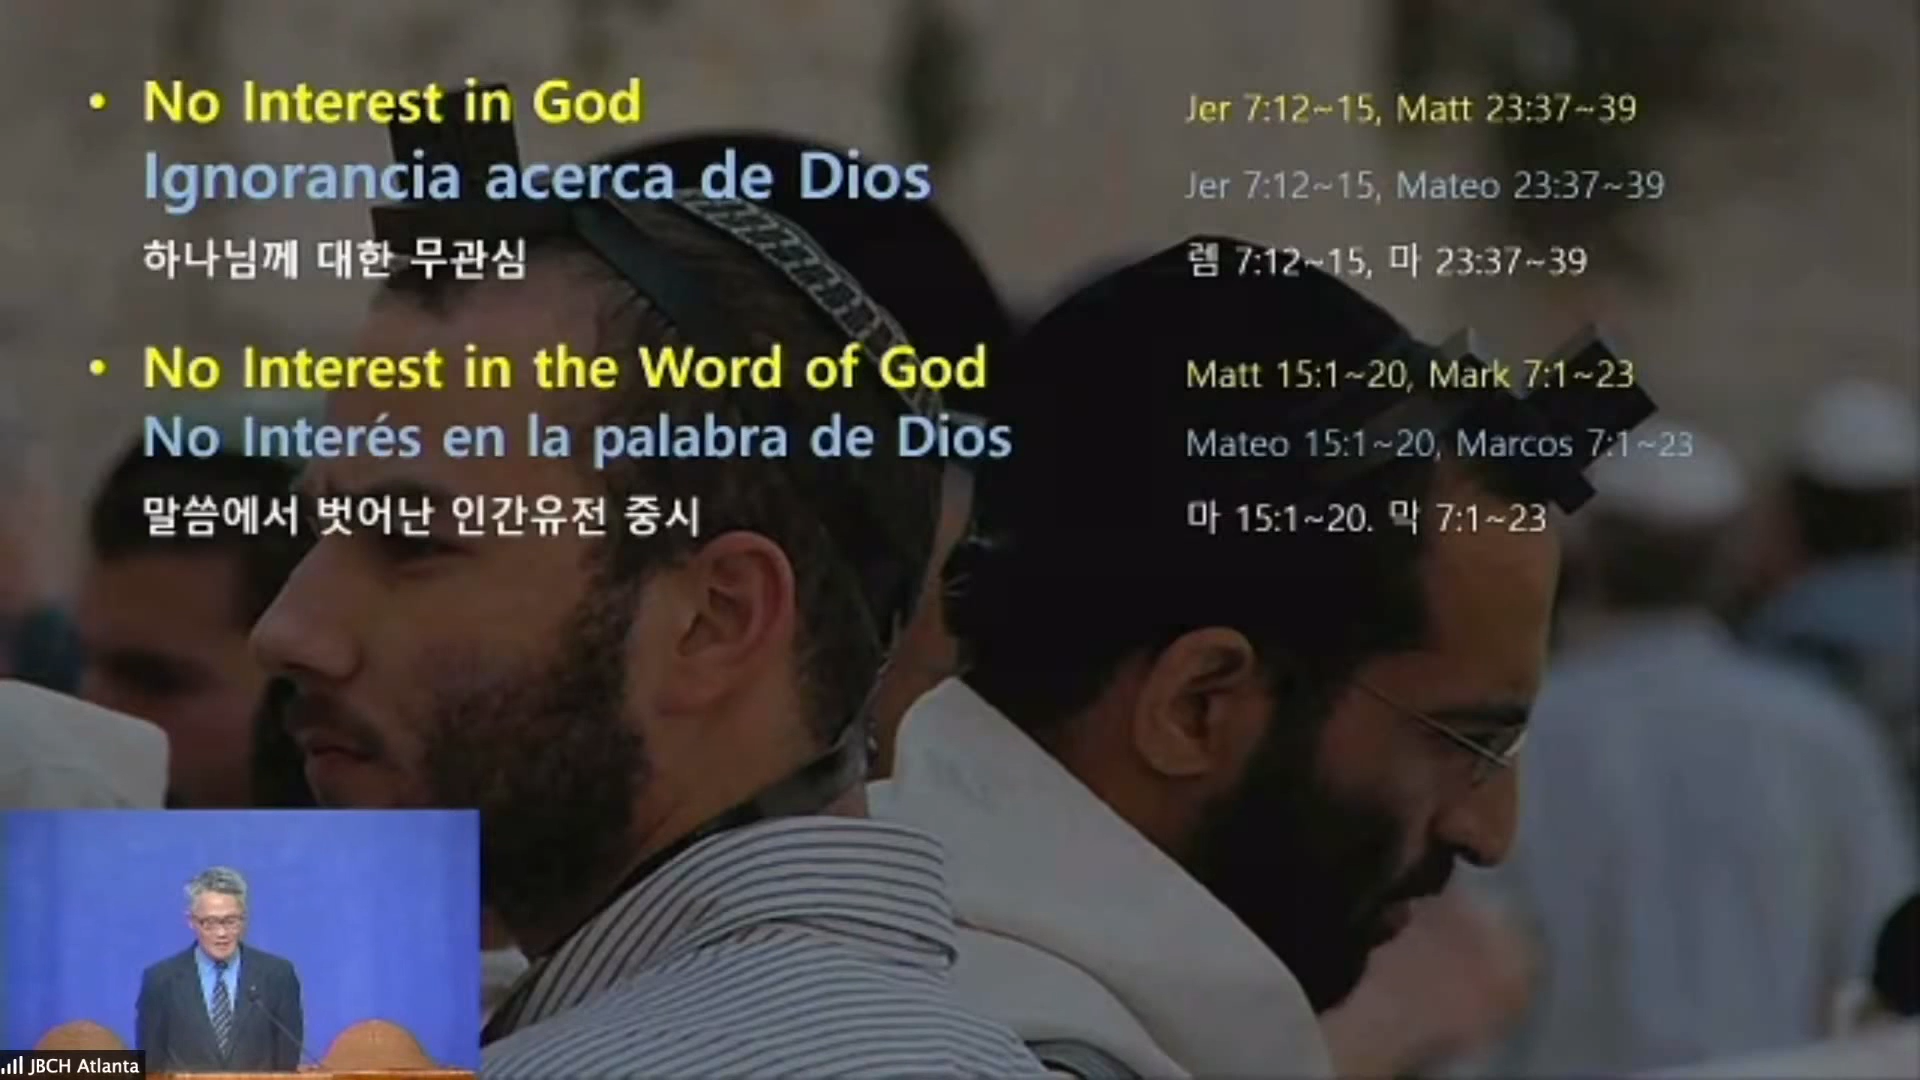 • No Interest in God Jer 7:12~15, Matt 23:37~39
Ignorancia acerca de Dios Jer 7:12~15, Mateo 23:37~39
하나님께 대한 무관심 렘 7:12~15, 마 23:37~39
• No Interest in the Word of God Matt 15:1~20, Mark 7:1~23
No Interés en la palabra de Dios Mateo 15:1~20, Marcos 7:1~23
말씀에서 벗어난 인간유전 중시 마 15:1~20. 막 7:1~23
JBCH Atlanta